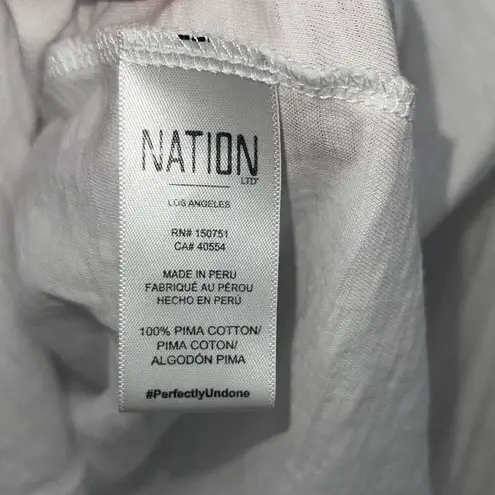 NATION
LTD
LOS ANGELES
RN# 150751
CA# 40554
MADE IN PERU
FABRIQUÉ AU PÉROU
HECHO EN PERÚ
100% PIMA COTTON/
PIMA COTON/
ALGODÓN PIMA
#PerfectlyUndone